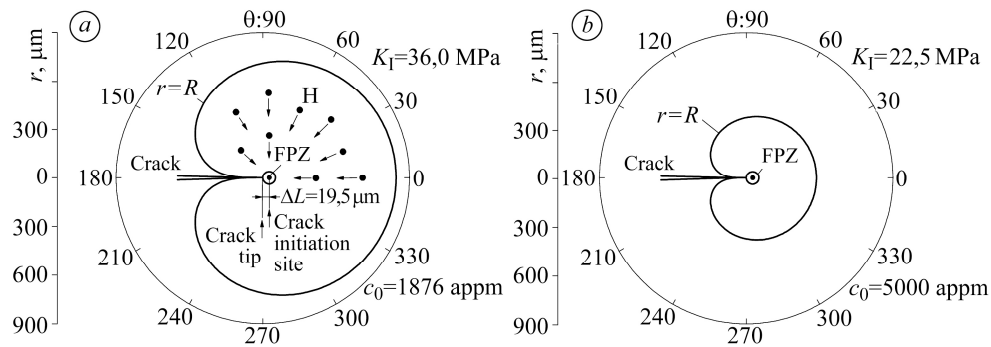 a
θ:90
120
60
K_I=36,0 MPa
r, μm
150
r=R
H
30
300
FPZ
Crack
0
180
0
ΔL=19,5 μm
300
Crack tip
Crack initiation site
210
330
600
c_0=1876 appm
240
300
900
270
b
θ:90
120
60
K_I=22,5 MPa
r, μm
150
r=R
30
300
FPZ
Crack
0
180
0
300
210
330
600
c_0=5000 appm
240
300
900
270